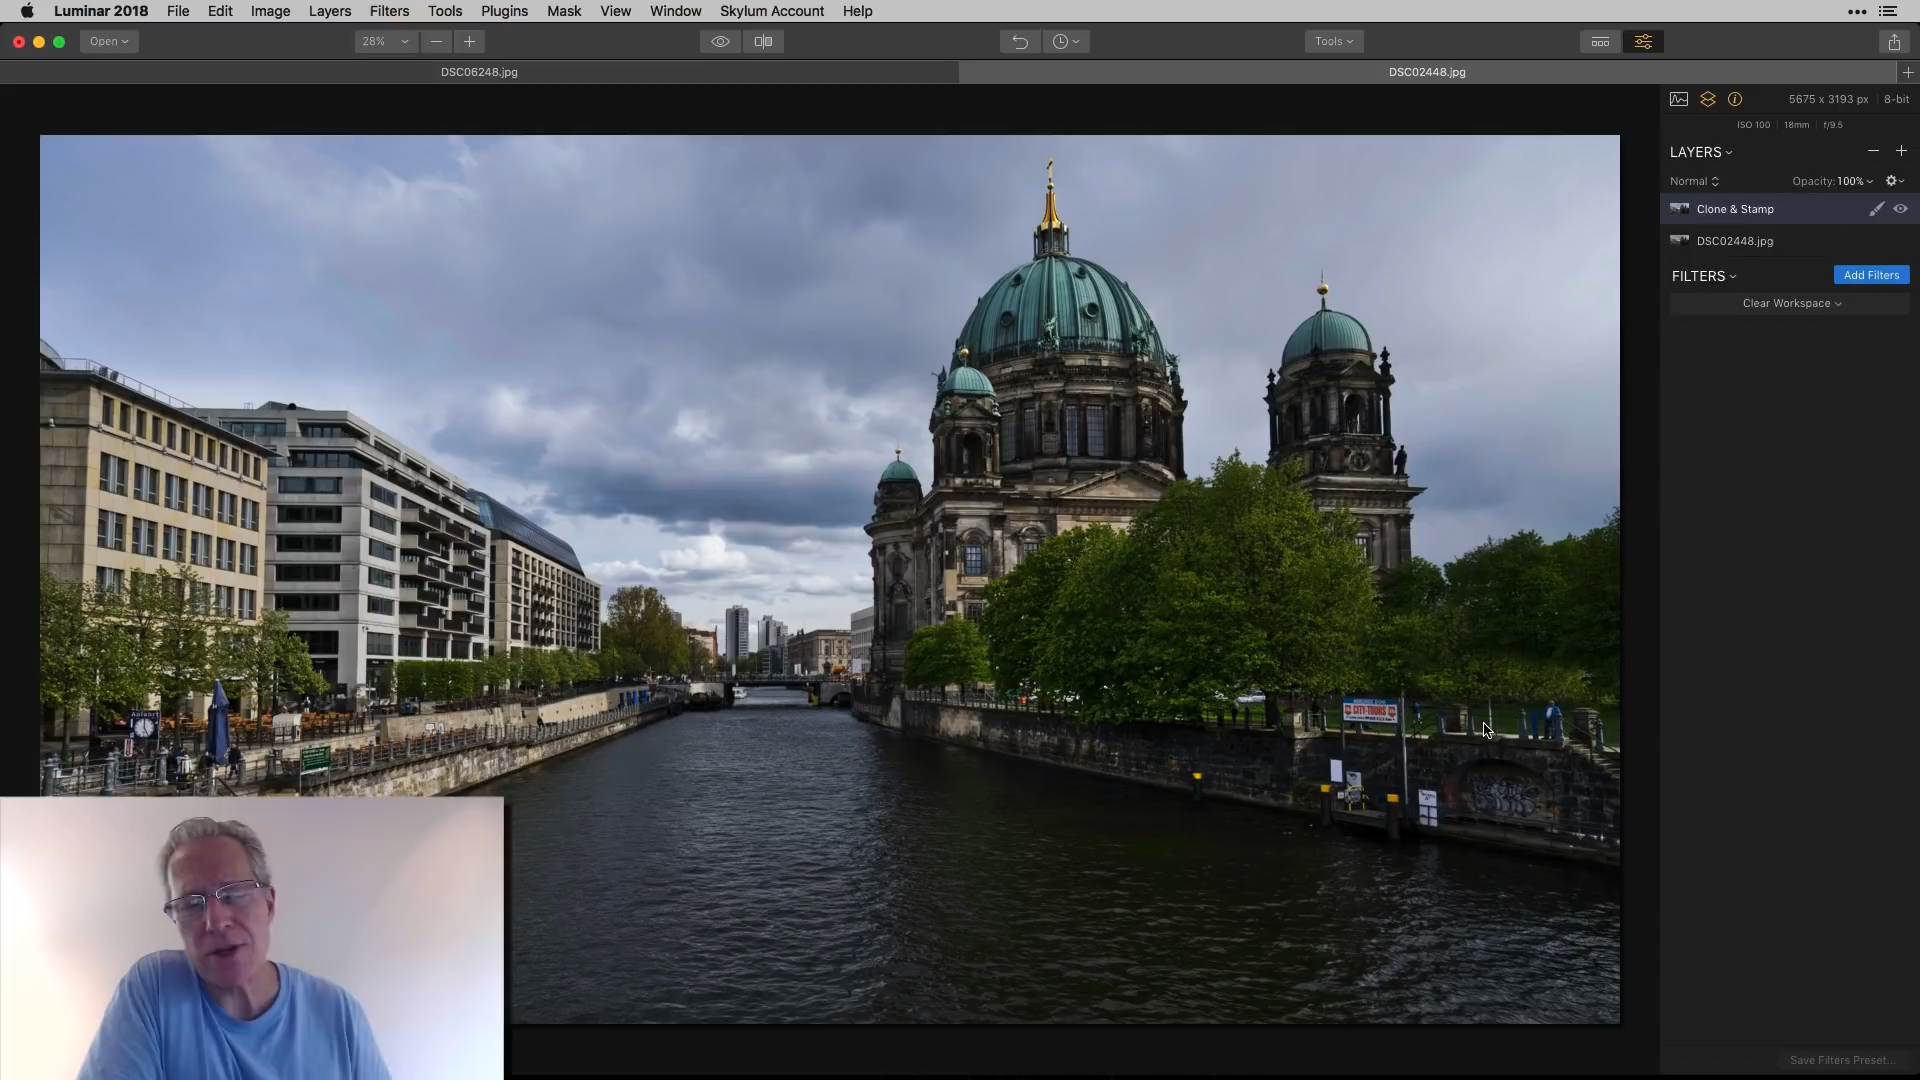 Luminar 2018 File Edit Image Layers Filters Tools Plugins Mask View Window Skylum Account Help
Open 28% Tools
DSC06248.jpg DSC02448.jpg
5675 x 3193 px 8-bit
ISO 100 18mm f/9.5
LAYERS
Normal Opacity: 100%
Clone & Stamp
DSC02448.jpg
FILTERS Add Filters
Clear Workspace
CITY-TOURS
Save Filters Preset...